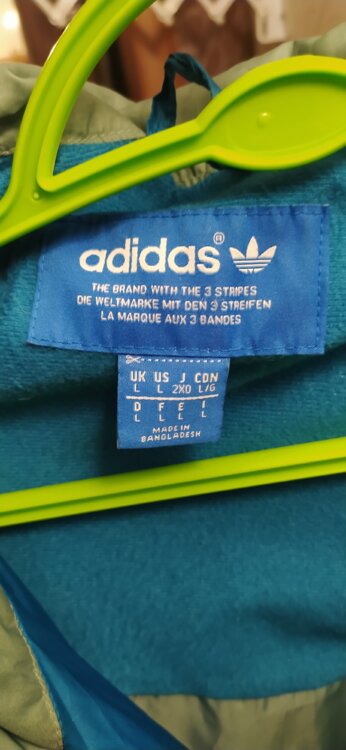 adidas®
THE BRAND WITH THE 3 STRIPES
DIE WELTMARKE MIT DEN 3 STREIFEN
LA MARQUE AUX 3 BANDES
UK US J CDN
L L 2XO L/G
D F E I
L L L L
MADE IN
BANGLADESH